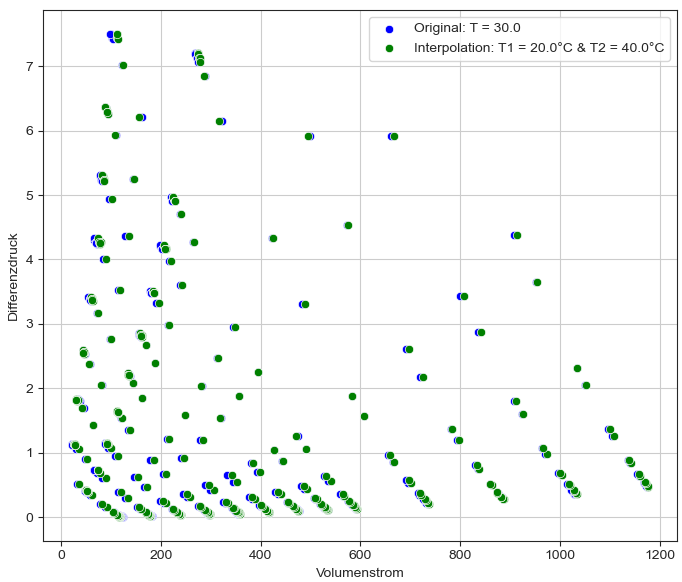 Original: T = 30.0
Interpolation: T1 = 20.0°C & T2 = 40.0°C
Differenzdruck
7
6
5
4
3
2
1
0
0 200 400 600 800 1000 1200
Volumenstrom